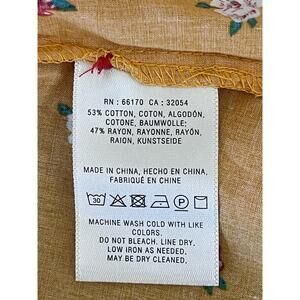 RN : 66170 CA : 32054
53% COTTON, COTON, ALGODÓN,
COTONE, BAUMWOLLE;
47% RAYON, RAYONNE, RAYÓN,
RAION, KUNSTSEIDE
MADE IN CHINA, HECHO EN CHINA,
FABRIQUÉ EN CHINE
30 P
MACHINE WASH COLD WITH LIKE
COLORS.
DO NOT BLEACH. LINE DRY.
LOW IRON AS NEEDED.
MAY BE DRY CLEANED.